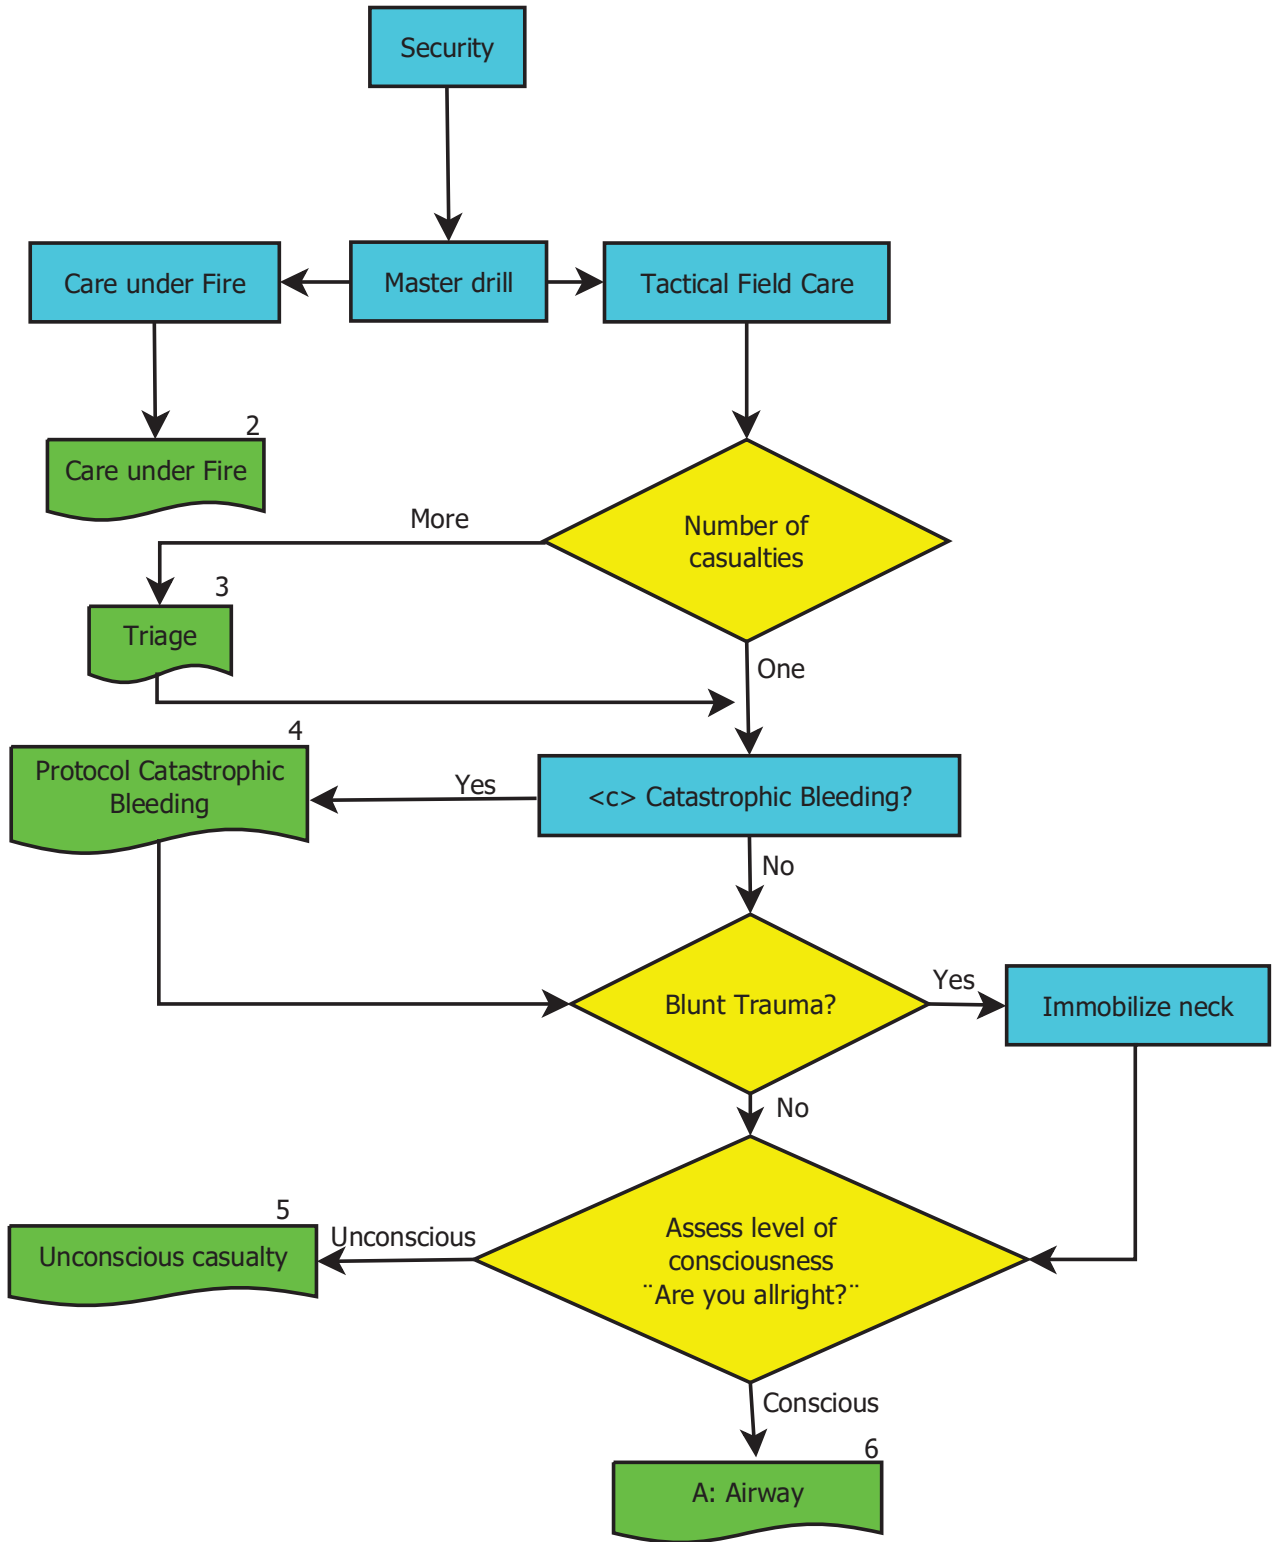 Security
Care under Fire
Master drill
Tactical Field Care
2
Care under Fire
More
Number of
casualties
3
Triage
One
4
Protocol Catastrophic
Bleeding
Yes
<c> Catastrophic Bleeding?
No
Blunt Trauma?
Yes
Immobilize neck
No
5
Unconscious casualty
Unconscious
Assess level of
consciousness
¨Are you allright?¨
Conscious
6
A: Airway